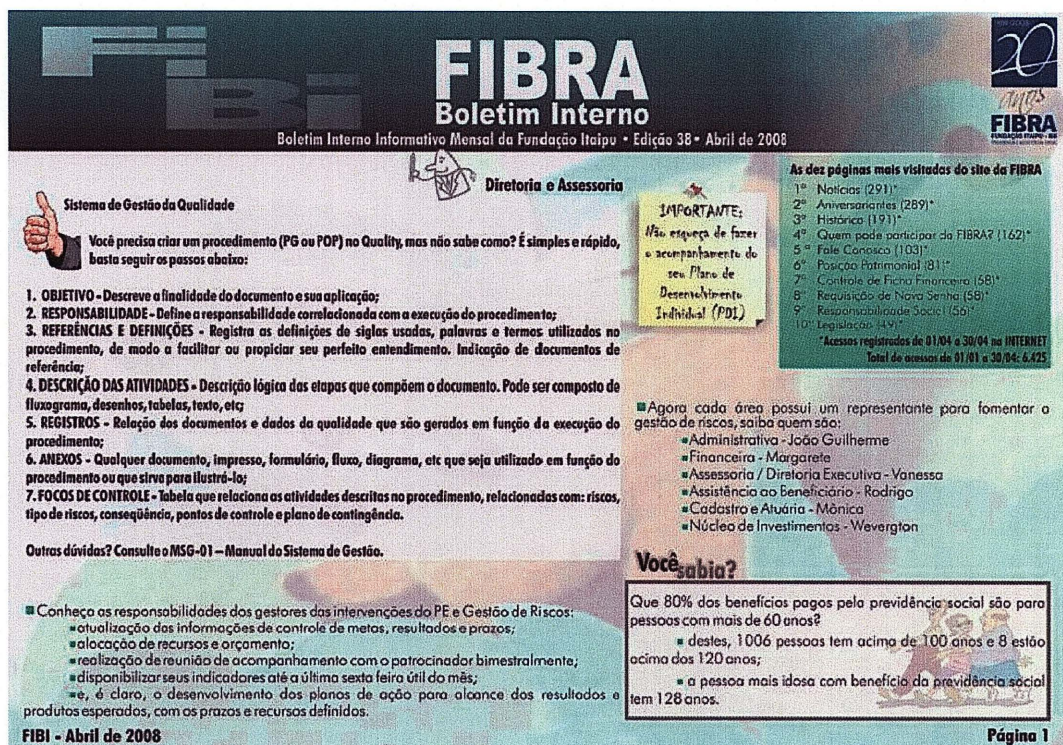 FiBi
FIBRA
Boletim Interno
Boletim Interno Informativo Mensal da Fundação Itaipu • Edição 38 • Abril de 2008
20
anos
FIBRA
FUNDAÇÃO ITAIPU - BR
Diretoria e Assessoria
Sistema de Gestão da Qualidade
Você precisa criar um procedimento (PG ou POP) no Quality, mas não sabe como? É simples e rápido,
basta seguir os passos abaixo:
1. OBJETIVO - Descreve a finalidade do documento e sua aplicação;
2. RESPONSABILIDADE - Define a responsabilidade correlacionada com a execução do procedimento;
3. REFERÊNCIAS E DEFINIÇÕES - Registra as definições de siglas usadas, palavras e termos utilizados no
procedimento, de modo a facilitar ou propiciar seu perfeito entendimento. Indicação de documentos de
referência;
4. DESCRIÇÃO DAS ATIVIDADES - Descrição lógica das etapas que compõem o documento. Pode ser composto de
fluxograma, desenhos, tabelas, texto, etc;
5. REGISTROS - Relação dos documentos e dados da qualidade que são gerados em função da execução do
procedimento;
6. ANEXOS - Qualquer documento, impresso, formulário, fluxo, diagrama, etc que seja utilizado em função do
procedimento ou que sirva para ilustrá-lo;
7. FOCOS DE CONTROLE - Tabela que relaciona as atividades descritas no procedimento, relacionadas com: riscos,
tipo de riscos, conseqüência, pontos de controle e plano de contingência.
Outras dúvidas? Consulte o MSG-01 – Manual do Sistema de Gestão.
■ Conheça as responsabilidades dos gestores das intervenções do PE e Gestão de Riscos:
■ atualização das informações de controle de metas, resultados e prazos;
■ alocação de recursos e orçamento;
■ realização de reunião de acompanhamento com o patrocinador bimestralmente;
■ disponibilizar seus indicadores até a última sexta feira útil do mês;
■ e, é claro, o desenvolvimento dos planos de ação para alcance dos resultados e
produtos esperados, com os prazos e recursos definidos.
IMPORTANTE:
Não esqueça de fazer
o acompanhamento do
seu Plano de
Desenvolvimento
Individual (PDI)
As dez páginas mais visitadas do site da FIBRA
1º Notícias (291)*
2º Aniversariantes (289)*
3º Histórico (191)*
4º Quem pode participar da FIBRA? (162)*
5º Fale Conosco (103)*
6º Posição Patrimonial (81)*
7º Controle de Ficha Financeira (58)*
8º Requisição de Nova Senha (58)*
9º Responsabilidade Social (56)*
10º Legislação (49)*
*Acessos registrados de 01/04 a 30/04 na INTERNET
Total de acessos de 01/01 a 30/04: 6.425
■ Agora cada área possui um representante para fomentar a
gestão de riscos, saiba quem são:
■ Administrativa - João Guilherme
■ Financeira - Margarete
■ Assessoria / Diretoria Executiva - Vanessa
■ Assistência ao Beneficiário - Rodrigo
■ Cadastro e Atuária - Mônica
■ Núcleo de Investimentos - Wevergton
Você sabia?
Que 80% dos benefícios pagos pela previdência social são para
pessoas com mais de 60 anos?
■ destes, 1006 pessoas tem acima de 100 anos e 8 estão
acima dos 120 anos;
■ a pessoa mais idosa com benefício da previdência social
tem 128 anos.
FIBI - Abril de 2008
Página 1